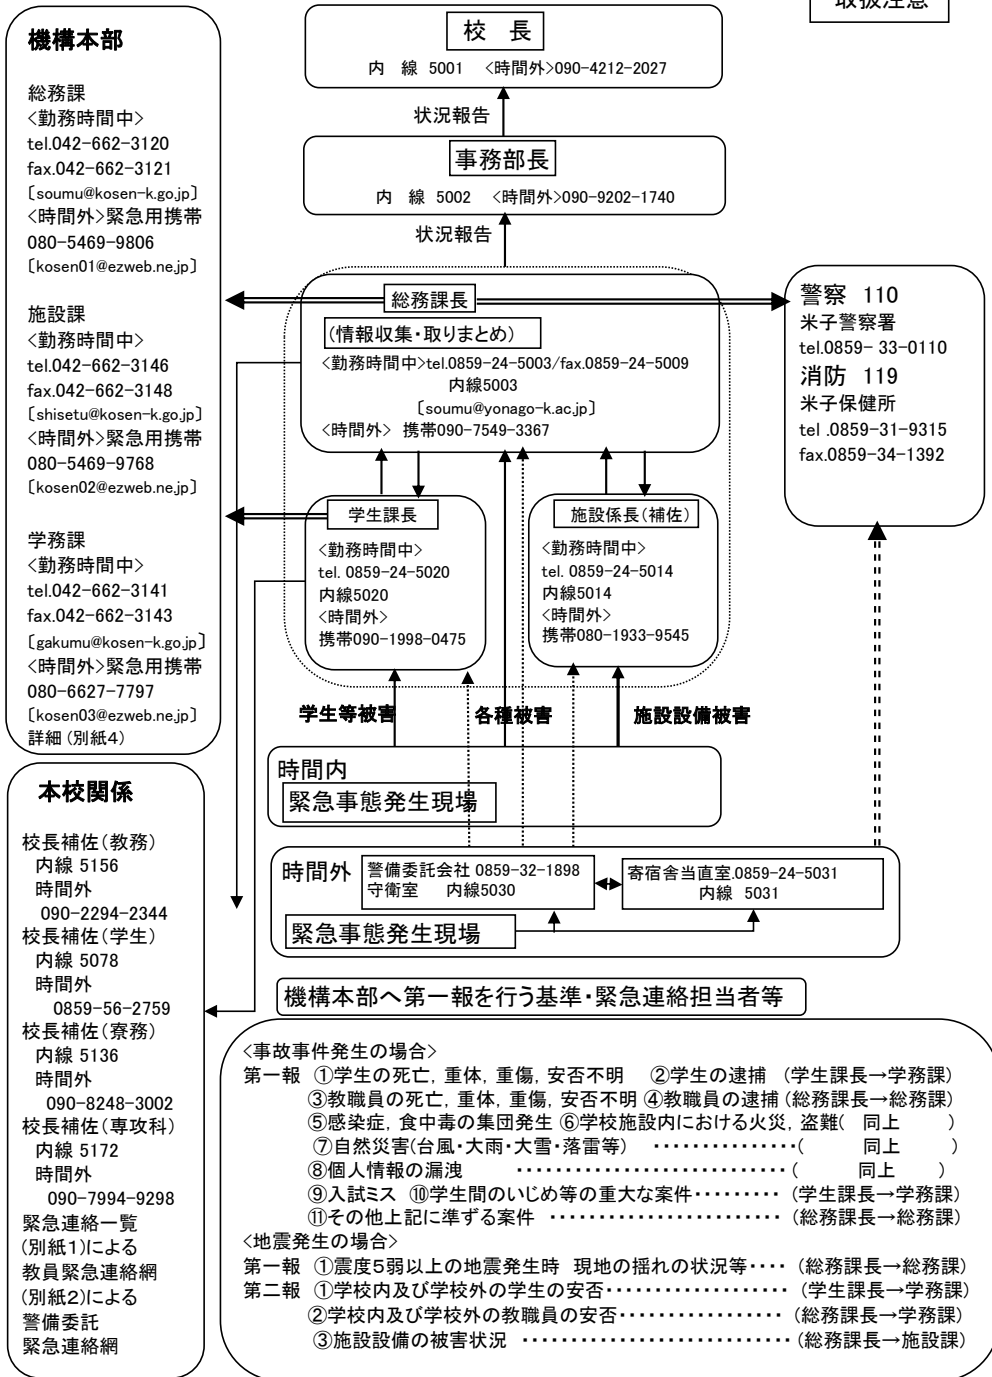 取扱注意
校　長
内　線 5001　<時間外>090-4212-2027
状況報告
事務部長
内　線 5002　<時間外>090-9202-1740
状況報告
機構本部
総務課
<勤務時間中>
tel.042-662-3120
fax.042-662-3121
〔soumu@kosen-k.go.jp〕
<時間外>緊急用携帯
080-5469-9806
〔kosen01@ezweb.ne.jp〕
施設課
<勤務時間中>
tel.042-662-3146
fax.042-662-3148
〔shisetu@kosen-k.go.jp〕
<時間外>緊急用携帯
080-5469-9768
〔kosen02@ezweb.ne.jp〕
学務課
<勤務時間中>
tel.042-662-3141
fax.042-662-3143
〔gakumu@kosen-k.go.jp〕
<時間外>緊急用携帯
080-6627-7797
〔kosen03@ezweb.ne.jp〕
詳細（別紙４）
総務課長
(情報収集・取りまとめ)
<勤務時間中>tel.0859-24-5003/fax.0859-24-5009
内線5003
〔soumu@yonago-k.ac.jp〕
<時間外> 携帯090-7549-3367
警察 110
米子警察署
tel.0859- 33-0110
消防 119
米子保健所
tel .0859-31-9315
fax.0859-34-1392
学生課長
<勤務時間中>
tel. 0859-24-5020
内線5020
<時間外>
携帯090-1998-0475
施設係長（補佐）
<勤務時間中>
tel. 0859-24-5014
内線5014
<時間外>
携帯080-1933-9545
学生等被害
各種被害
施設設備被害
時間内
緊急事態発生現場
時間外
警備委託会社 0859-32-1898
守衛室　内線5030
寄宿舎当直室.0859-24-5031
内線 5031
緊急事態発生現場
本校関係
校長補佐（教務）
内線 5156
時間外
090-2294-2344
校長補佐（学生）
内線 5078
時間外
0859-56-2759
校長補佐（寮務）
内線 5136
時間外
090-8248-3002
校長補佐（専攻科）
内線 5172
時間外
090-7994-9298
緊急連絡一覧
(別紙１)による
教員緊急連絡網
(別紙２)による
警備委託
緊急連絡網
機構本部へ第一報を行う基準・緊急連絡担当者等
<事故事件発生の場合>
第一報　①学生の死亡，重体，重傷，安否不明　②学生の逮捕　（学生課長→学務課）
③教職員の死亡，重体，重傷，安否不明 ④教職員の逮捕（総務課長→総務課）
⑤感染症，食中毒の集団発生 ⑥学校施設内における火災，盗難(　同上　)
⑦自然災害(台風・大雨・大雪・落雷等)　・・・・・・・・・・・・・・(　同上　)
⑧個人情報の漏洩　・・・・・・・・・・・・・・・・・・・・・・・・・・（　同上　）
⑨入試ミス ⑩学生間のいじめ等の重大な案件・・・・・・・・・（学生課長→学務課）
⑪その他上記に準ずる案件 ・・・・・・・・・・・・・・・・・・・・・・・（総務課長→総務課）
<地震発生の場合>
第一報　①震度５弱以上の地震発生時　現地の揺れの状況等・・・・（総務課長→総務課）
第二報　①学校内及び学校外の学生の安否・・・・・・・・・・・・・・・・・・（学生課長→学務課）
②学校内及び学校外の教職員の安否・・・・・・・・・・・・・・・・・（総務課長→学務課）
③施設設備の被害状況 ・・・・・・・・・・・・・・・・・・・・・・・・・・（総務課長→施設課）